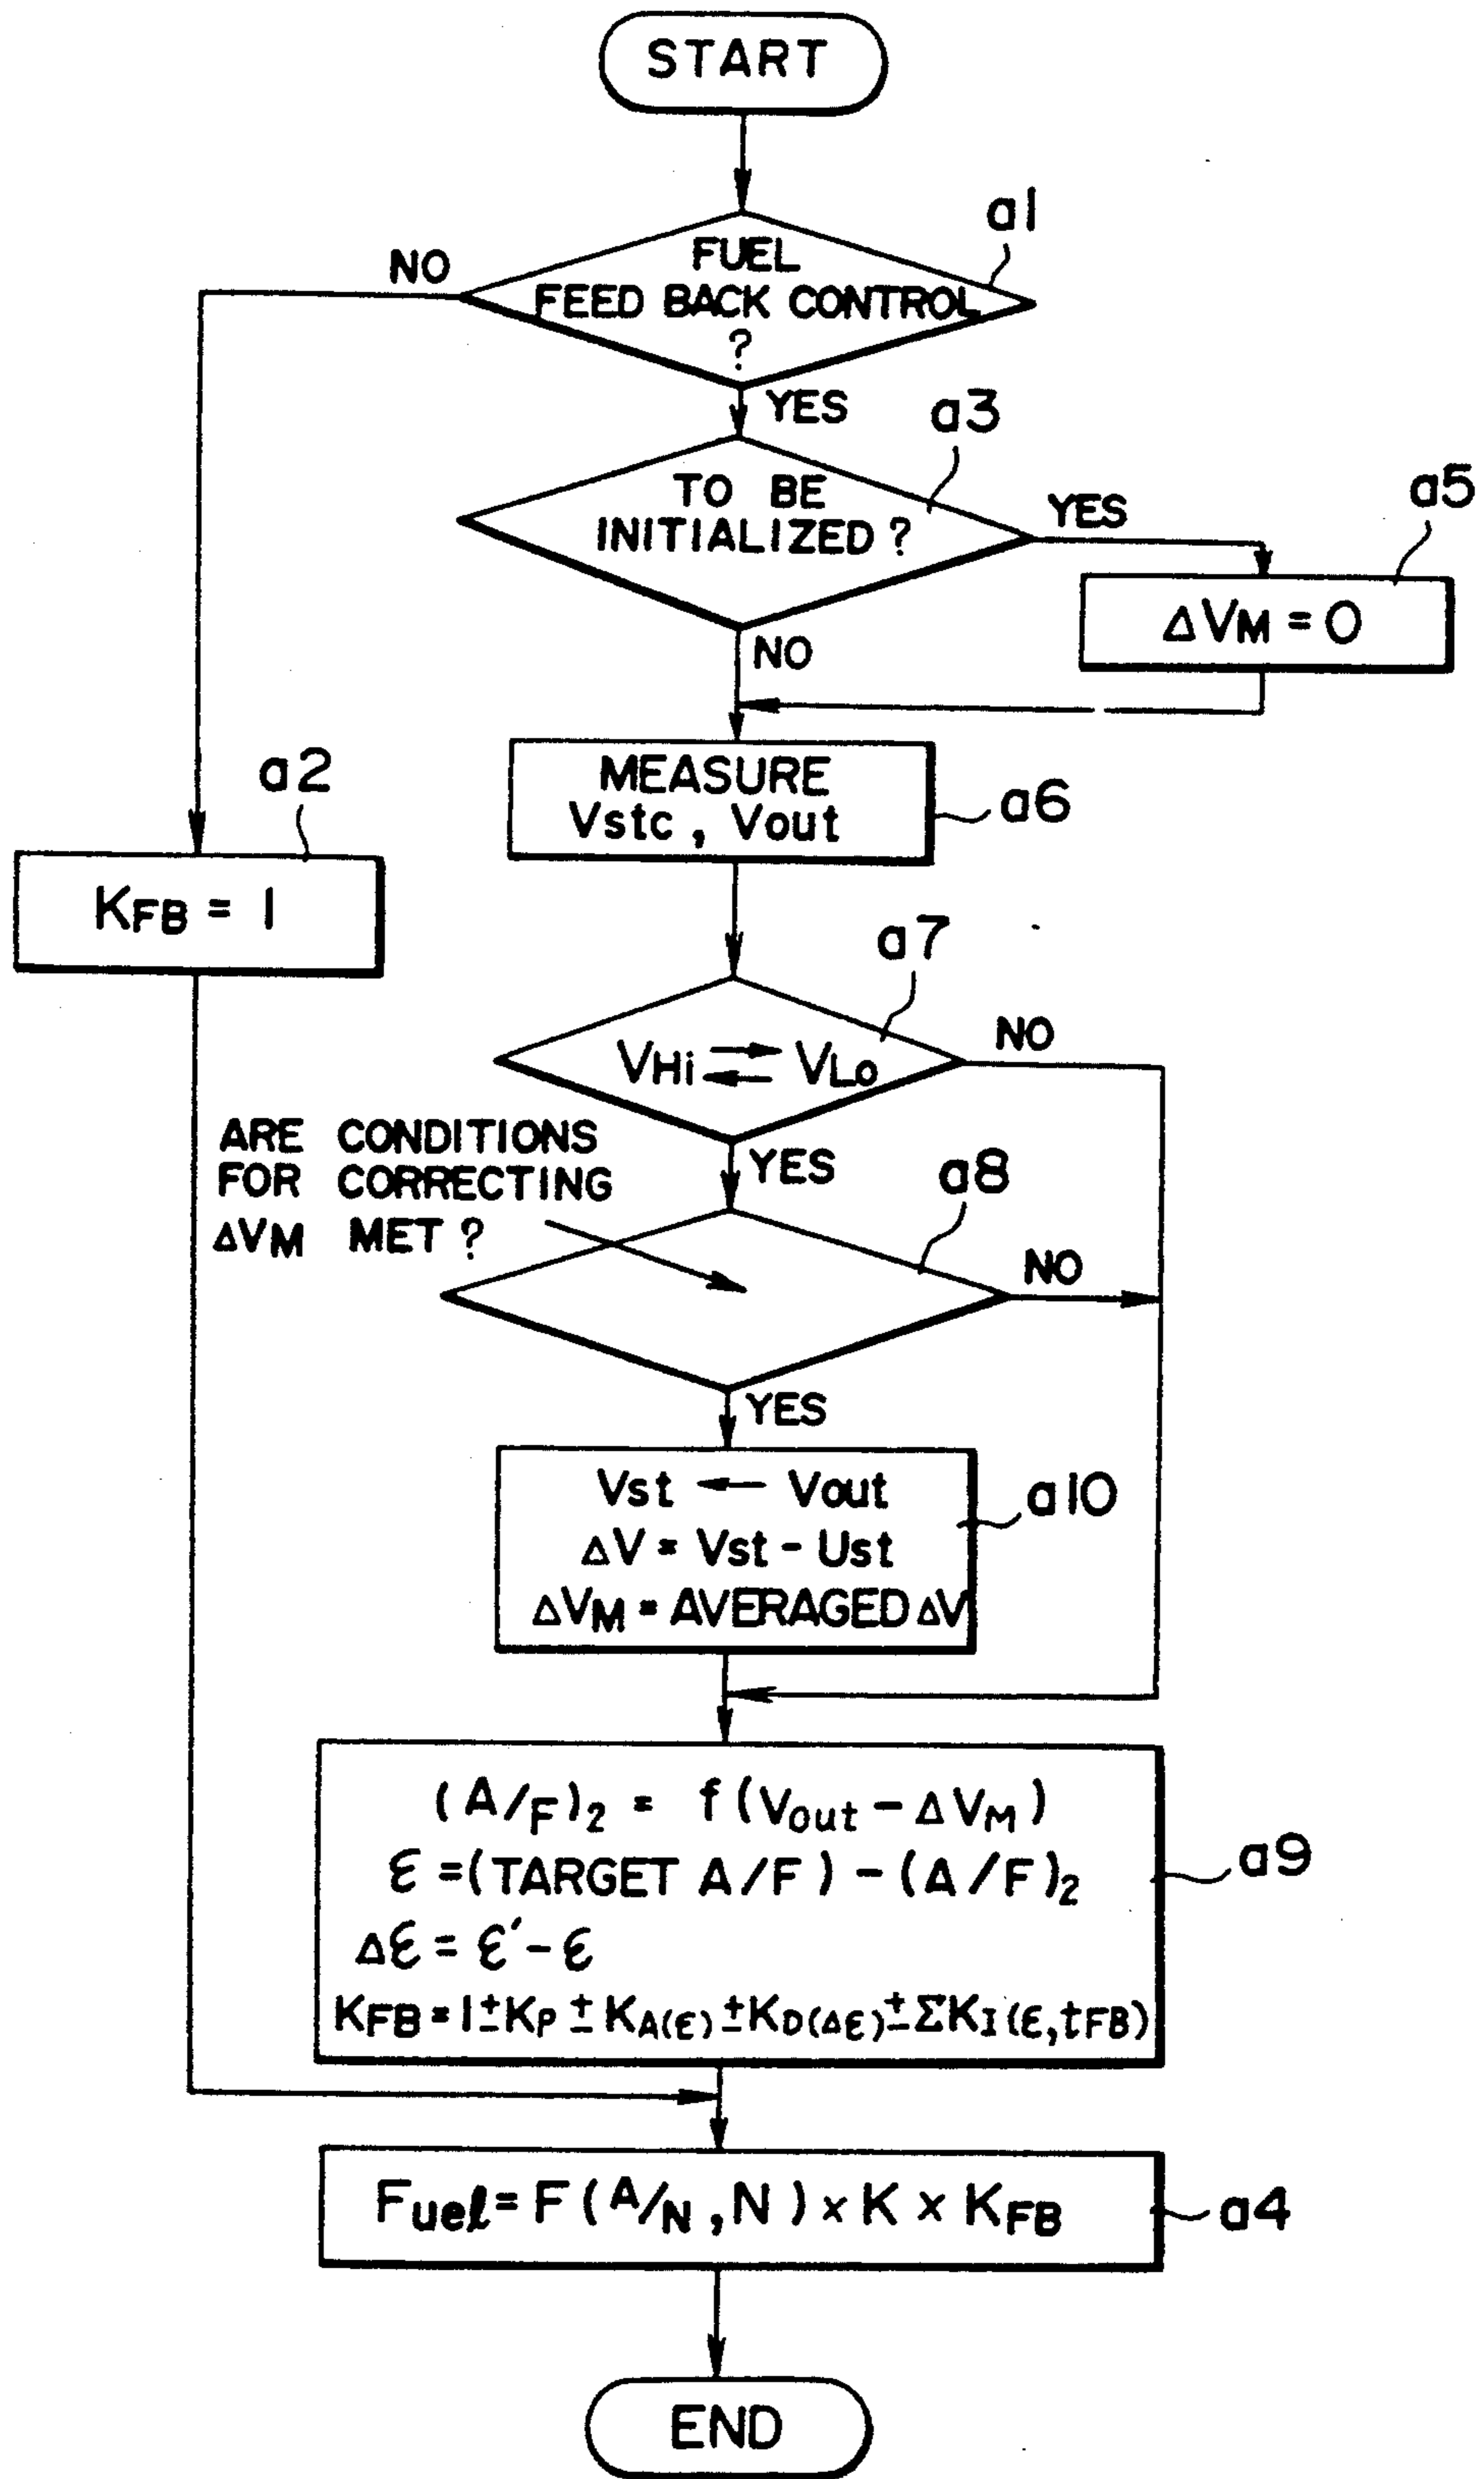 START
a1
NO
FUEL
FEED BACK CONTROL
?
YES
a3
TO BE
INITIALIZED ?
YES
a5
ΔVM = 0
NO
MEASURE
Vstc , Vout
a6
a2
KFB = 1
a7
VHi ⇄ VLo
NO
ARE CONDITIONS
FOR CORRECTING
ΔVM MET ?
YES
a8
NO
YES
Vst ← Vout
ΔV = Vst - Ust
ΔVM = AVERAGED ΔV
a10
(A/F)2 = f(Vout - ΔVM)
ε = (TARGET A/F) - (A/F)2
Δε = ε' - ε
KFB = 1 ± KP ± KA(ε) ± KD(Δε) ± ΣKI(ε, tFB)
a9
Fuel = F(A/N, N) × K × KFB
a4
END